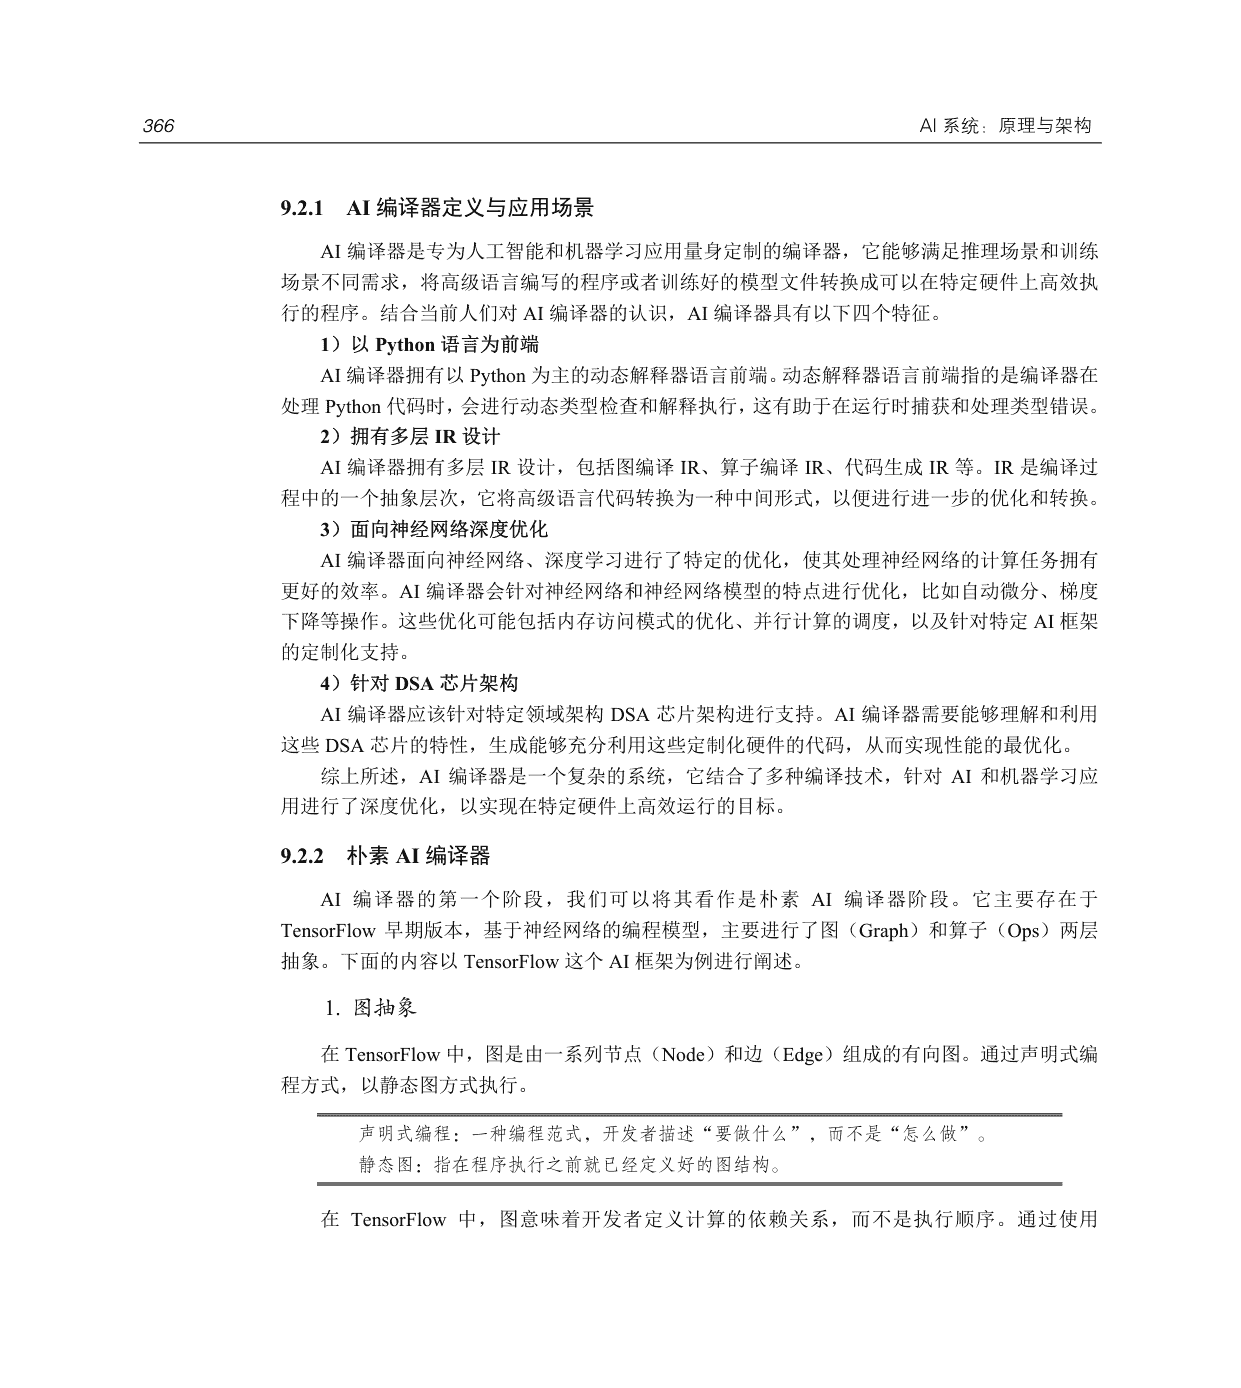 366
AI 系统：原理与架构
9.2.1 AI 编译器定义与应用场景
AI 编译器是专为人工智能和机器学习应用量身定制的编译器，它能够满足推理场景和训练
场景不同需求，将高级语言编写的程序或者训练好的模型文件转换成可以在特定硬件上高效执
行的程序。结合当前人们对 AI 编译器的认识，AI 编译器具有以下四个特征。
1）以 Python 语言为前端
AI 编译器拥有以 Python 为主的动态解释器语言前端。动态解释器语言前端指的是编译器在
处理 Python 代码时，会进行动态类型检查和解释执行，这有助于在运行时捕获和处理类型错误。
2）拥有多层 IR 设计
AI 编译器拥有多层 IR 设计，包括图编译 IR、算子编译 IR、代码生成 IR 等。IR 是编译过
程中的一个抽象层次，它将高级语言代码转换为一种中间形式，以便进行进一步的优化和转换。
3）面向神经网络深度优化
AI 编译器面向神经网络、深度学习进行了特定的优化，使其处理神经网络的计算任务拥有
更好的效率。AI 编译器会针对神经网络和神经网络模型的特点进行优化，比如自动微分、梯度
下降等操作。这些优化可能包括内存访问模式的优化、并行计算的调度，以及针对特定 AI 框架
的定制化支持。
4）针对 DSA 芯片架构
AI 编译器应该针对特定领域架构 DSA 芯片架构进行支持。AI 编译器需要能够理解和利用
这些 DSA 芯片的特性，生成能够充分利用这些定制化硬件的代码，从而实现性能的最优化。
综上所述，AI 编译器是一个复杂的系统，它结合了多种编译技术，针对 AI 和机器学习应
用进行了深度优化，以实现在特定硬件上高效运行的目标。
9.2.2 朴素 AI 编译器
AI 编译器的第一个阶段，我们可以将其看作是朴素 AI 编译器阶段。它主要存在于
TensorFlow 早期版本，基于神经网络的编程模型，主要进行了图（Graph）和算子（Ops）两层
抽象。下面的内容以 TensorFlow 这个 AI 框架为例进行阐述。
1. 图抽象
在 TensorFlow 中，图是由一系列节点（Node）和边（Edge）组成的有向图。通过声明式编
程方式，以静态图方式执行。
声明式编程：一种编程范式，开发者描述“要做什么”，而不是“怎么做”。
静态图：指在程序执行之前就已经定义好的图结构。
在 TensorFlow 中，图意味着开发者定义计算的依赖关系，而不是执行顺序。通过使用